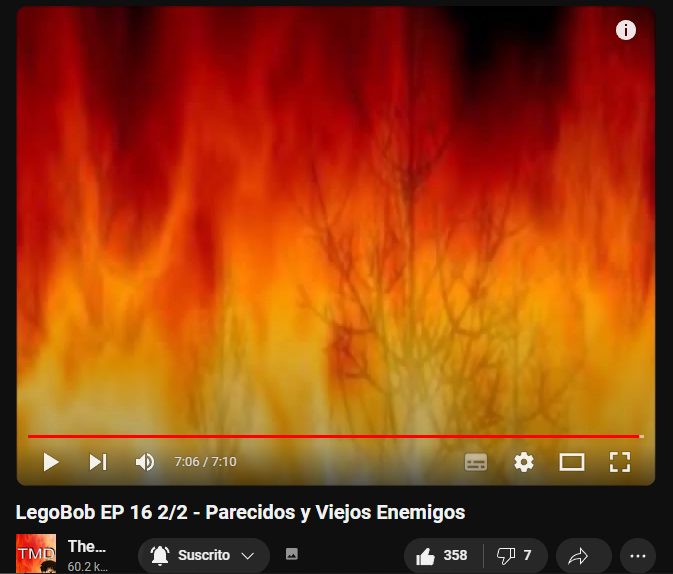 7:06 / 7:10
LegoBob EP 16 2/2 - Parecidos y Viejos Enemigos
TMD
The...
60.2 k...
Suscrito
358
7